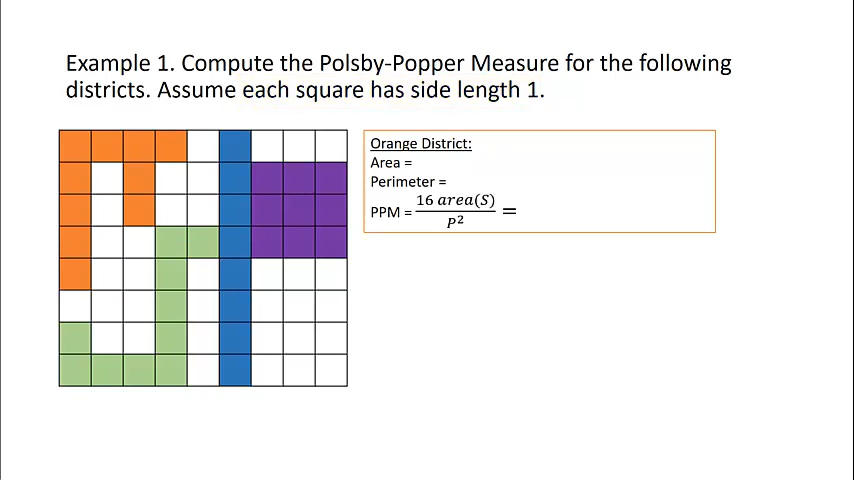 Example 1. Compute the Polsby-Popper Measure for the following
districts. Assume each square has side length 1.
Orange District:
Area =
Perimeter =
PPM = 16 area(S) / P² =